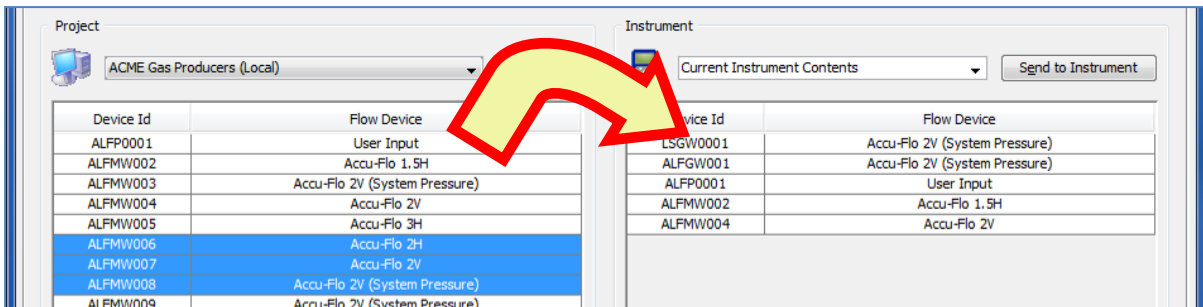 Project
ACME Gas Producers (Local)
Device Id Flow Device
ALFP0001 User Input
ALFMW002 Accu-Flo 1.5H
ALFMW003 Accu-Flo 2V (System Pressure)
ALFMW004 Accu-Flo 2V
ALFMW005 Accu-Flo 3H
ALFMW006 Accu-Flo 2H
ALFMW007 Accu-Flo 2V
ALFMW008 Accu-Flo 2V (System Pressure)
ALFMW009 Accu-Flo 2V (System Pressure)
Instrument
Current Instrument Contents Send to Instrument
vice Id Flow Device
LSGW0001 Accu-Flo 2V (System Pressure)
ALFGW001 Accu-Flo 2V (System Pressure)
ALFP0001 User Input
ALFMW002 Accu-Flo 1.5H
ALFMW004 Accu-Flo 2V